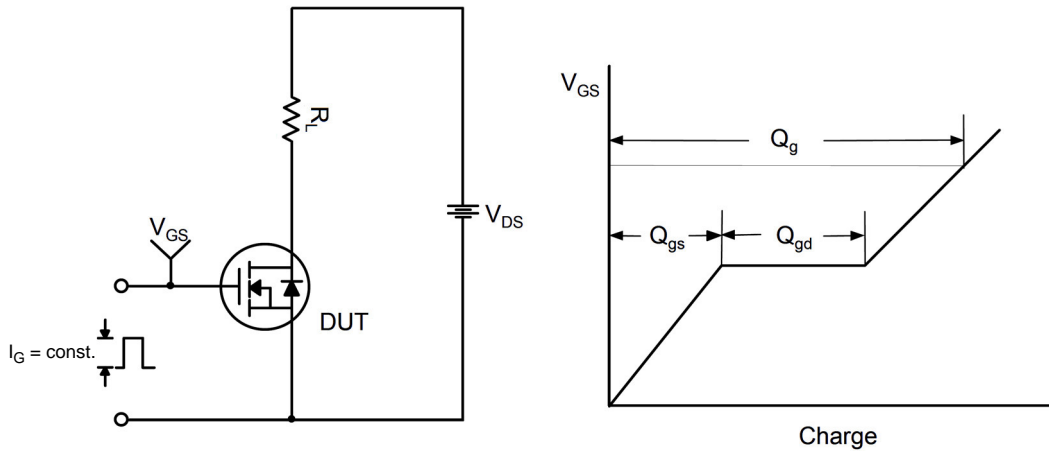 R_L
V_GS
V_DS
DUT
I_G = const.
V_GS
Q_g
Q_gs
Q_gd
Charge